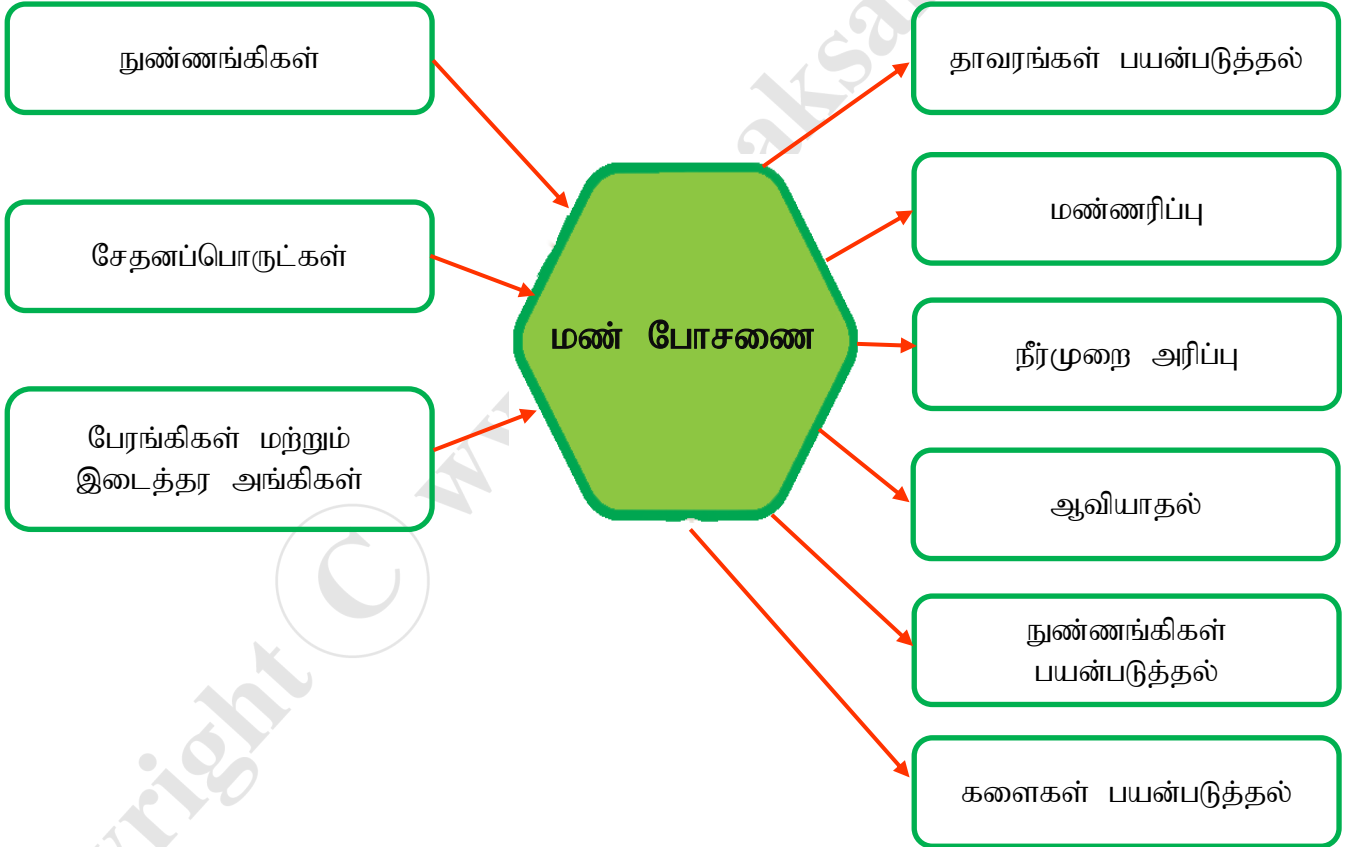 நுண்ணங்கிகள்
சேதனப்பொருட்கள்
பேரங்கிகள் மற்றும்
இடைத்தர அங்கிகள்
மண் போசணை
தாவரங்கள் பயன்படுத்தல்
மண்ணரிப்பு
நீர்முறை அரிப்பு
ஆவியாதல்
நுண்ணங்கிகள்
பயன்படுத்தல்
களைகள் பயன்படுத்தல்